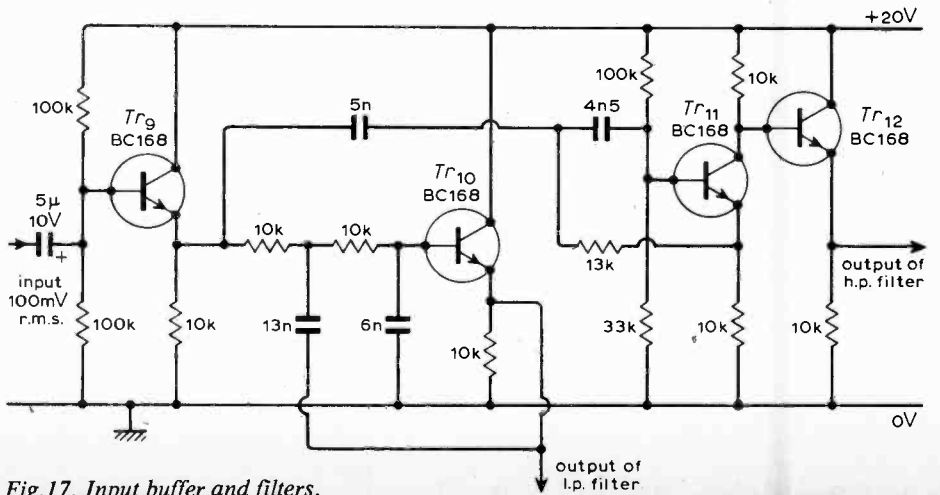 +20V
100k
Tr9
BC168
5μ
10V
+
input
100mV
r.m.s.
100k
10k
5n
10k
10k
13n
6n
Tr10
BC168
10k
output of
l.p. filter
4n5
100k
13k
33k
Tr11
BC168
10k
10k
Tr12
BC168
output of
h.p. filter
10k
0V
Fig.17. Input buffer and filters.